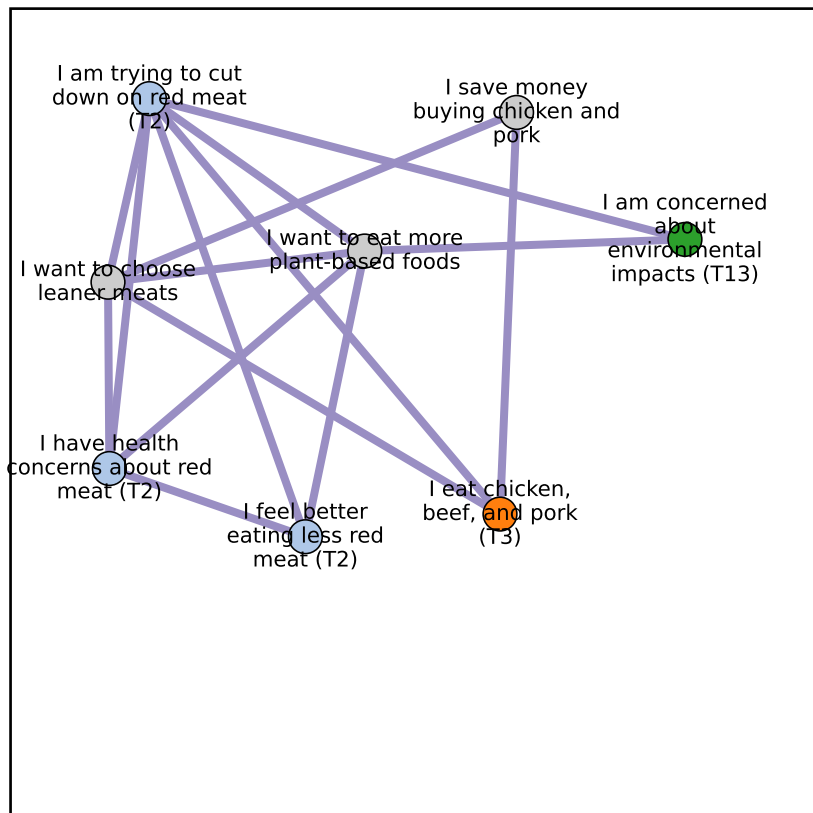 I am trying to cut
down on red meat
(T2)
I save money
buying chicken and
pork
I am concerned
about
environmental
impacts (T13)
I want to eat more
plant-based foods
I want to choose
leaner meats
I have health
concerns about red
meat (T2)
I feel better
eating less red
meat (T2)
I eat chicken,
beef, and pork
(T3)